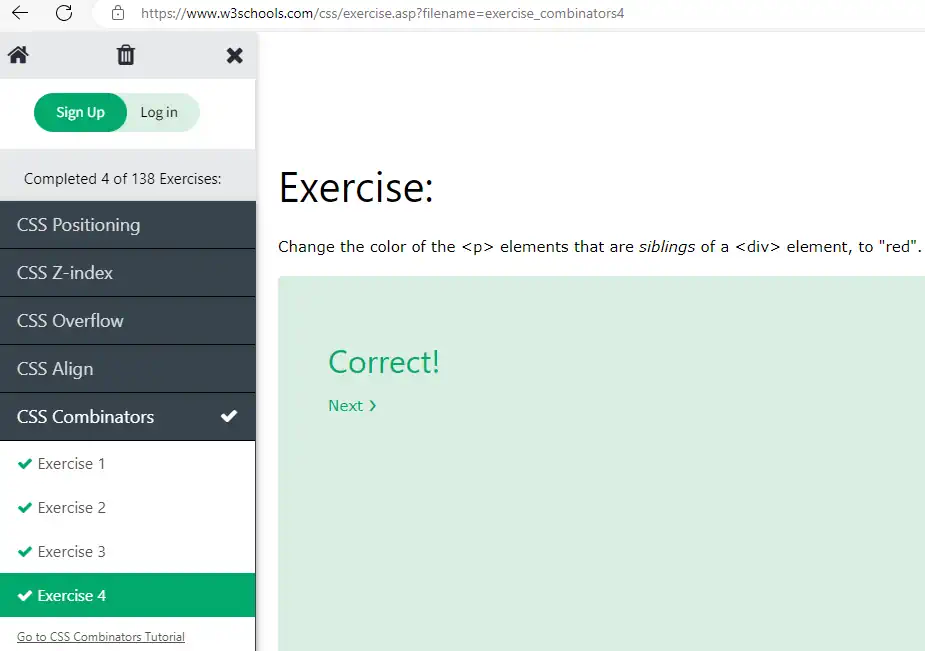 https://www.w3schools.com/css/exercise.asp?filename=exercise_combinators4
Sign Up Log in
Completed 4 of 138 Exercises:
CSS Positioning
CSS Z-index
CSS Overflow
CSS Align
CSS Combinators
Exercise 1
Exercise 2
Exercise 3
Exercise 4
Go to CSS Combinators Tutorial
Exercise:
Change the color of the <p> elements that are siblings of a <div> element, to "red".
Correct!
Next ❯